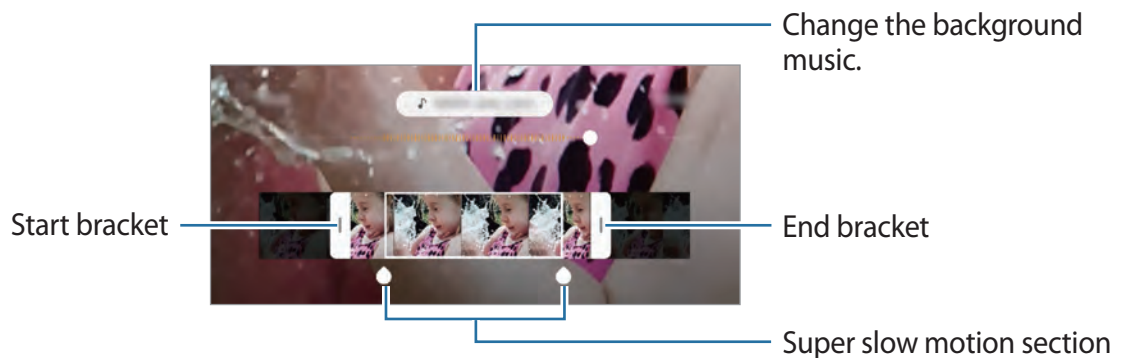 Change the background
music.
Start bracket
End bracket
Super slow motion section